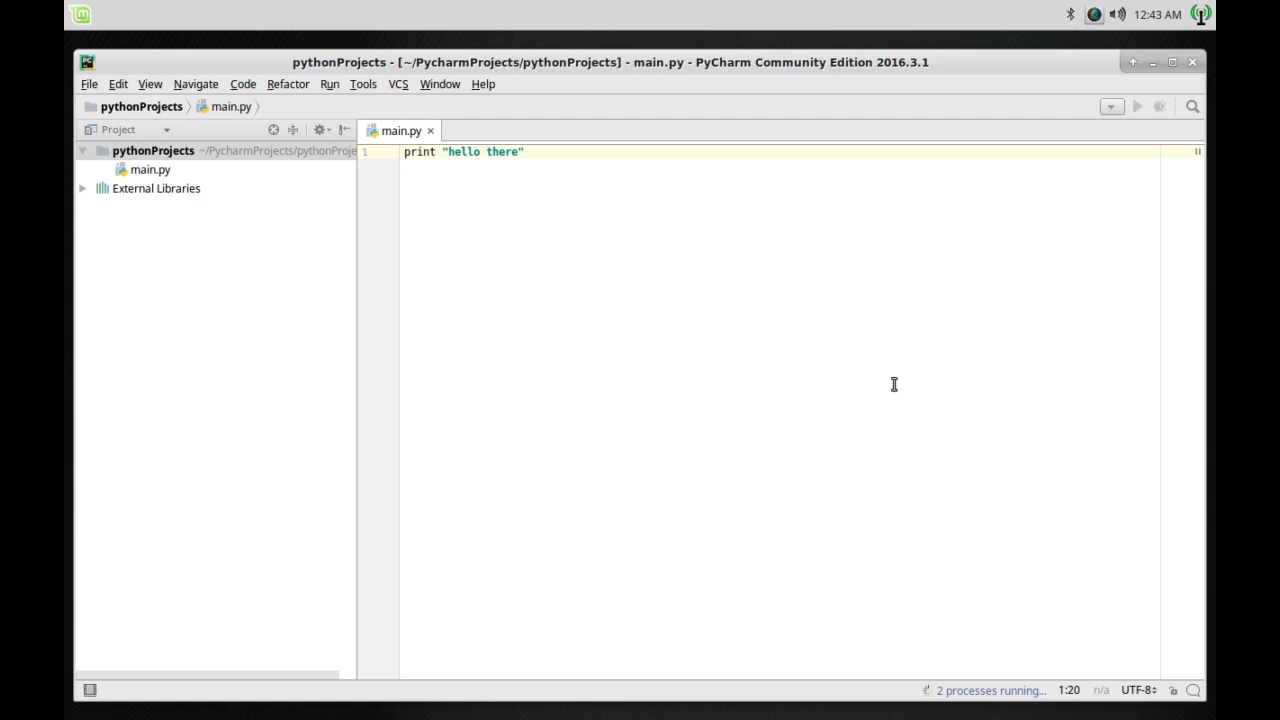 12:43 AM
pythonProjects - [~/PycharmProjects/pythonProjects] - main.py - PyCharm Community Edition 2016.3.1
File Edit View Navigate Code Refactor Run Tools VCS Window Help
pythonProjects main.py
Project
main.py
pythonProjects ~/PycharmProjects/pythonProje
main.py
External Libraries
1 print "hello there"
2 processes running... 1:20 n/a UTF-8